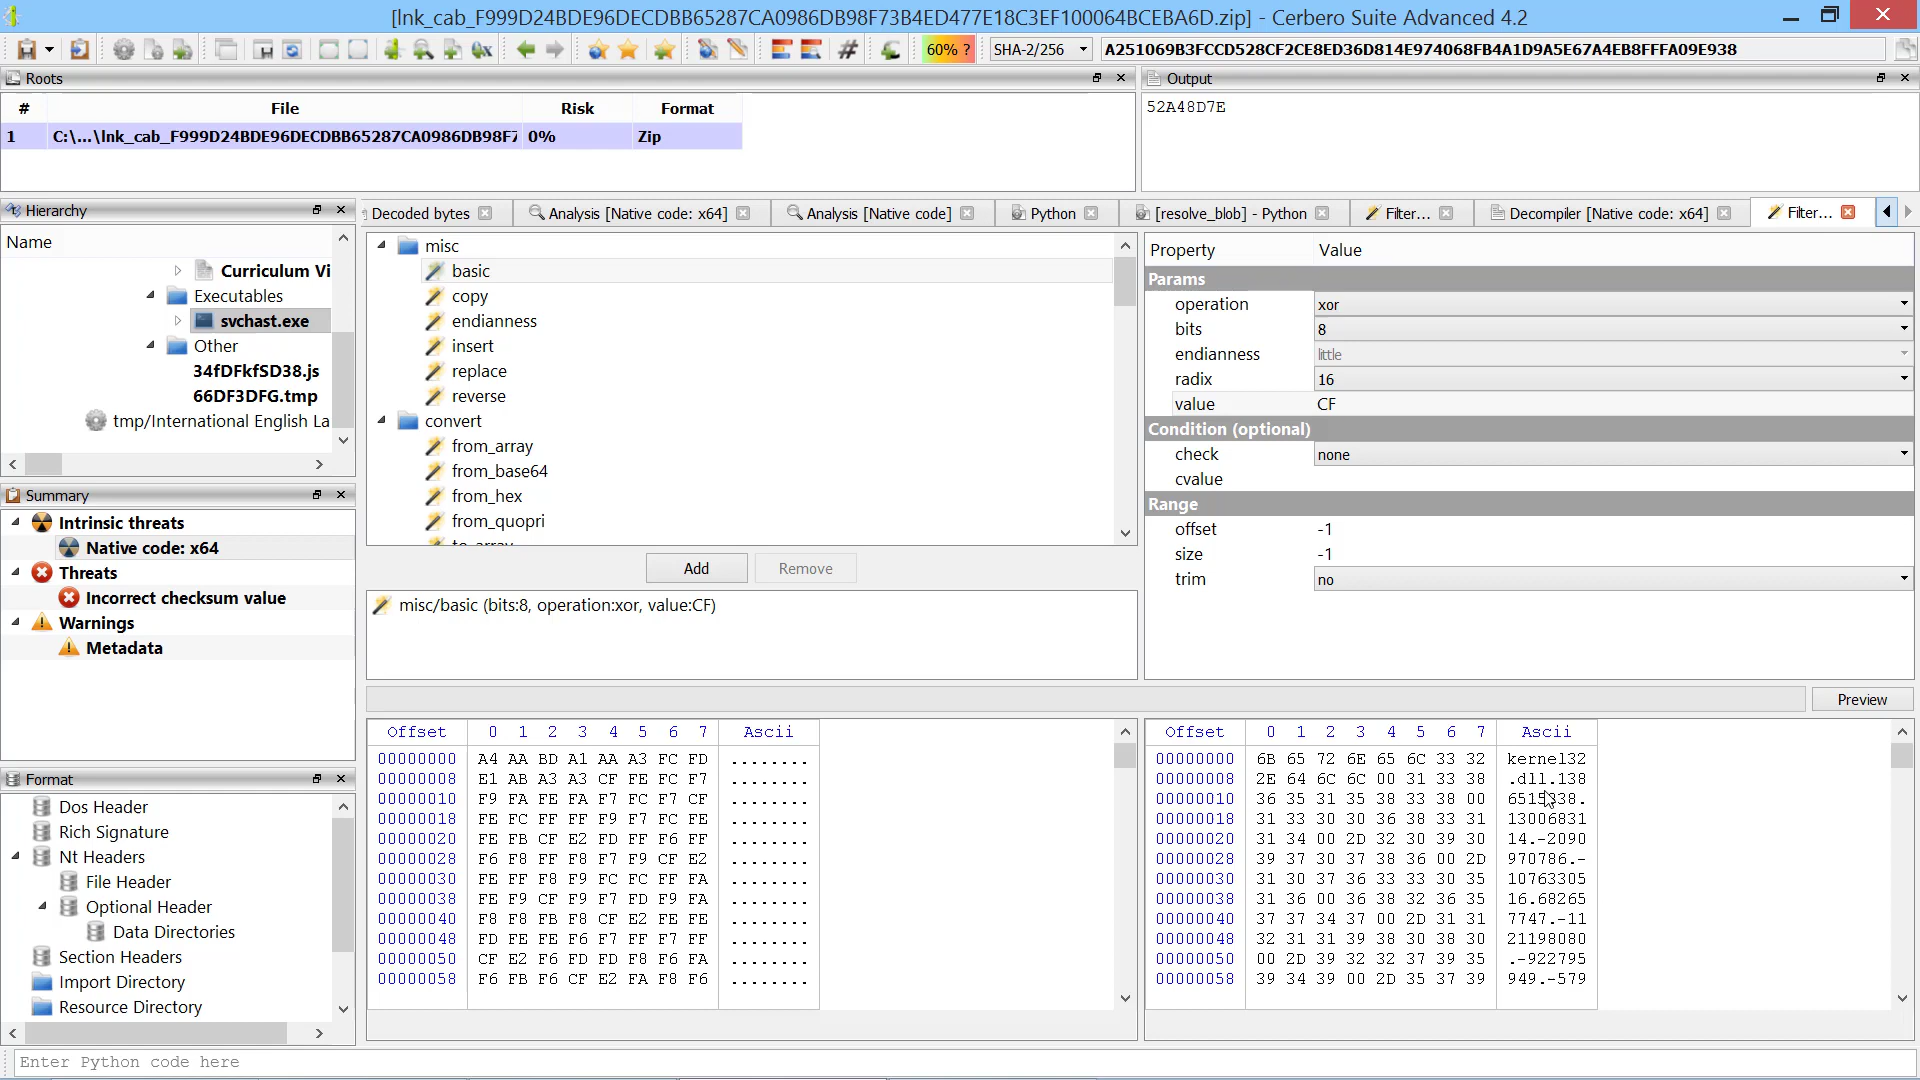 [lnk_cab_F999D24BDE96DECDBB65287CA0986DB98F73B4ED477E18C3EF100064BCEBA6D.zip] - Cerbero Suite Advanced 4.2
60% ? SHA-2/256 A251069B3FCCD528CF2CE8ED36D814E974068FB4A1D9A5E67A4EB8FFFA09E938
Roots
# File Risk Format
1 C:\...\lnk_cab_F999D24BDE96DECDBB65287CA0986DB98F7 0% Zip
Output
52A48D7E
Hierarchy
Name
Curriculum Vi
Executables
svchast.exe
Other
34fDFkfSD38.js
66DF3DFG.tmp
tmp/International English La
Summary
Intrinsic threats
Native code: x64
Threats
Incorrect checksum value
Warnings
Metadata
Format
Dos Header
Rich Signature
Nt Headers
File Header
Optional Header
Data Directories
Section Headers
Import Directory
Resource Directory
Decoded bytes Analysis [Native code: x64] Analysis [Native code] Python [resolve_blob] - Python Filter... Decompiler [Native code: x64] Filter...
misc
basic
copy
endianness
insert
replace
reverse
convert
from_array
from_base64
from_hex
from_quopri
to_array
Add Remove
misc/basic (bits:8, operation:xor, value:CF)
Property Value
Params
operation xor
bits 8
endianness little
radix 16
value CF
Condition (optional)
check none
cvalue
Range
offset -1
size -1
trim no
Preview
Offset 0 1 2 3 4 5 6 7 Ascii
00000000 A4 AA BD A1 AA A3 FC FD ........
00000008 E1 AB A3 A3 CF FE FC F7 ........
00000010 F9 FA FE FA F7 FC F7 CF ........
00000018 FE FC FF FF F9 F7 FC FE ........
00000020 FE FB CF E2 FD FF F6 FF ........
00000028 F6 F8 FF F8 F7 F9 CF E2 ........
00000030 FE FF F8 F9 FC FC FF FA ........
00000038 FE F9 CF F9 F7 FD F9 FA ........
00000040 F8 F8 FB F8 CF E2 FE FE ........
00000048 FD FE FE F6 F7 FF F7 FF ........
00000050 CF E2 F6 FD FD F8 F6 FA ........
00000058 F6 FB F6 CF E2 FA F8 F6 ........
Offset 0 1 2 3 4 5 6 7 Ascii
00000000 6B 65 72 6E 65 6C 33 32 kernel32
00000008 2E 64 6C 6C 00 31 33 38 .dll.138
00000010 36 35 31 35 38 33 38 00 6515838.
00000018 31 33 30 30 36 38 33 31 13006831
00000020 31 34 00 2D 32 30 39 30 14.-2090
00000028 39 37 30 37 38 36 00 2D 970786.-
00000030 31 30 37 36 33 33 30 35 10763305
00000038 31 36 00 36 38 32 36 35 16.68265
00000040 37 37 34 37 00 2D 31 31 7747.-11
00000048 32 31 31 39 38 30 38 30 21198080
00000050 00 2D 39 32 32 37 39 35 .-922795
00000058 39 34 39 00 2D 35 37 39 949.-579
Enter Python code here